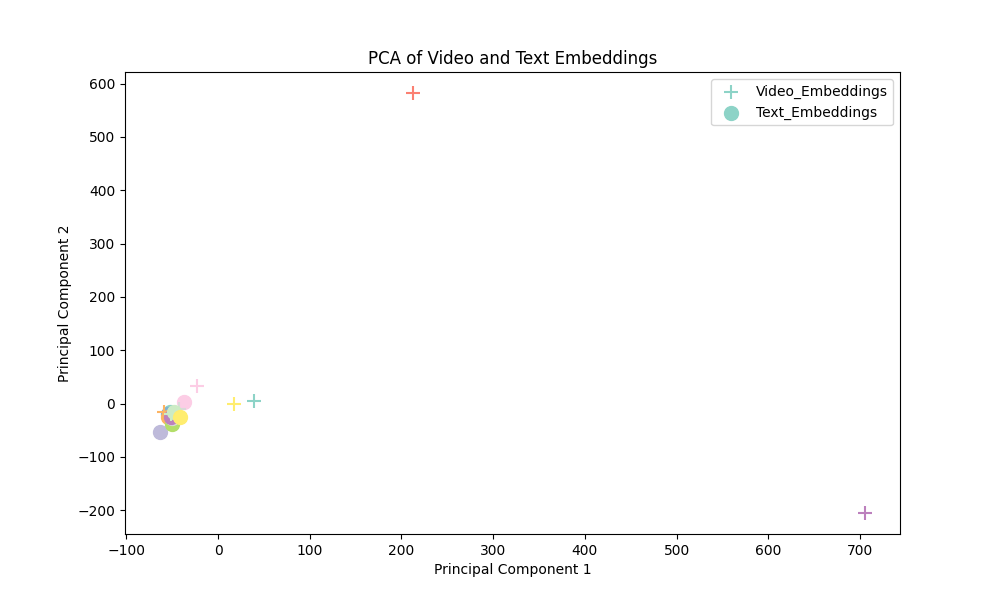 PCA of Video and Text Embeddings
Video_Embeddings
Text_Embeddings
600
500
400
300
200
100
0
−100
−200
Principal Component 2
−100 0 100 200 300 400 500 600 700
Principal Component 1